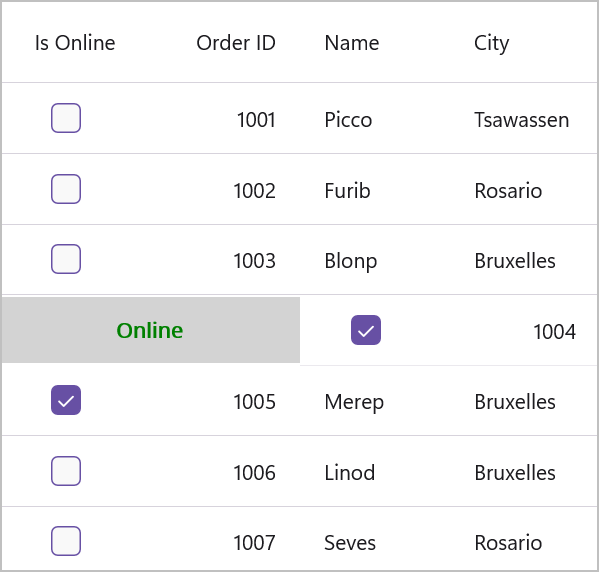 Is Online Order ID Name City
1001 Picco Tsawassen
1002 Furib Rosario
1003 Blonp Bruxelles
Online 1004
1005 Merep Bruxelles
1006 Linod Bruxelles
1007 Seves Rosario